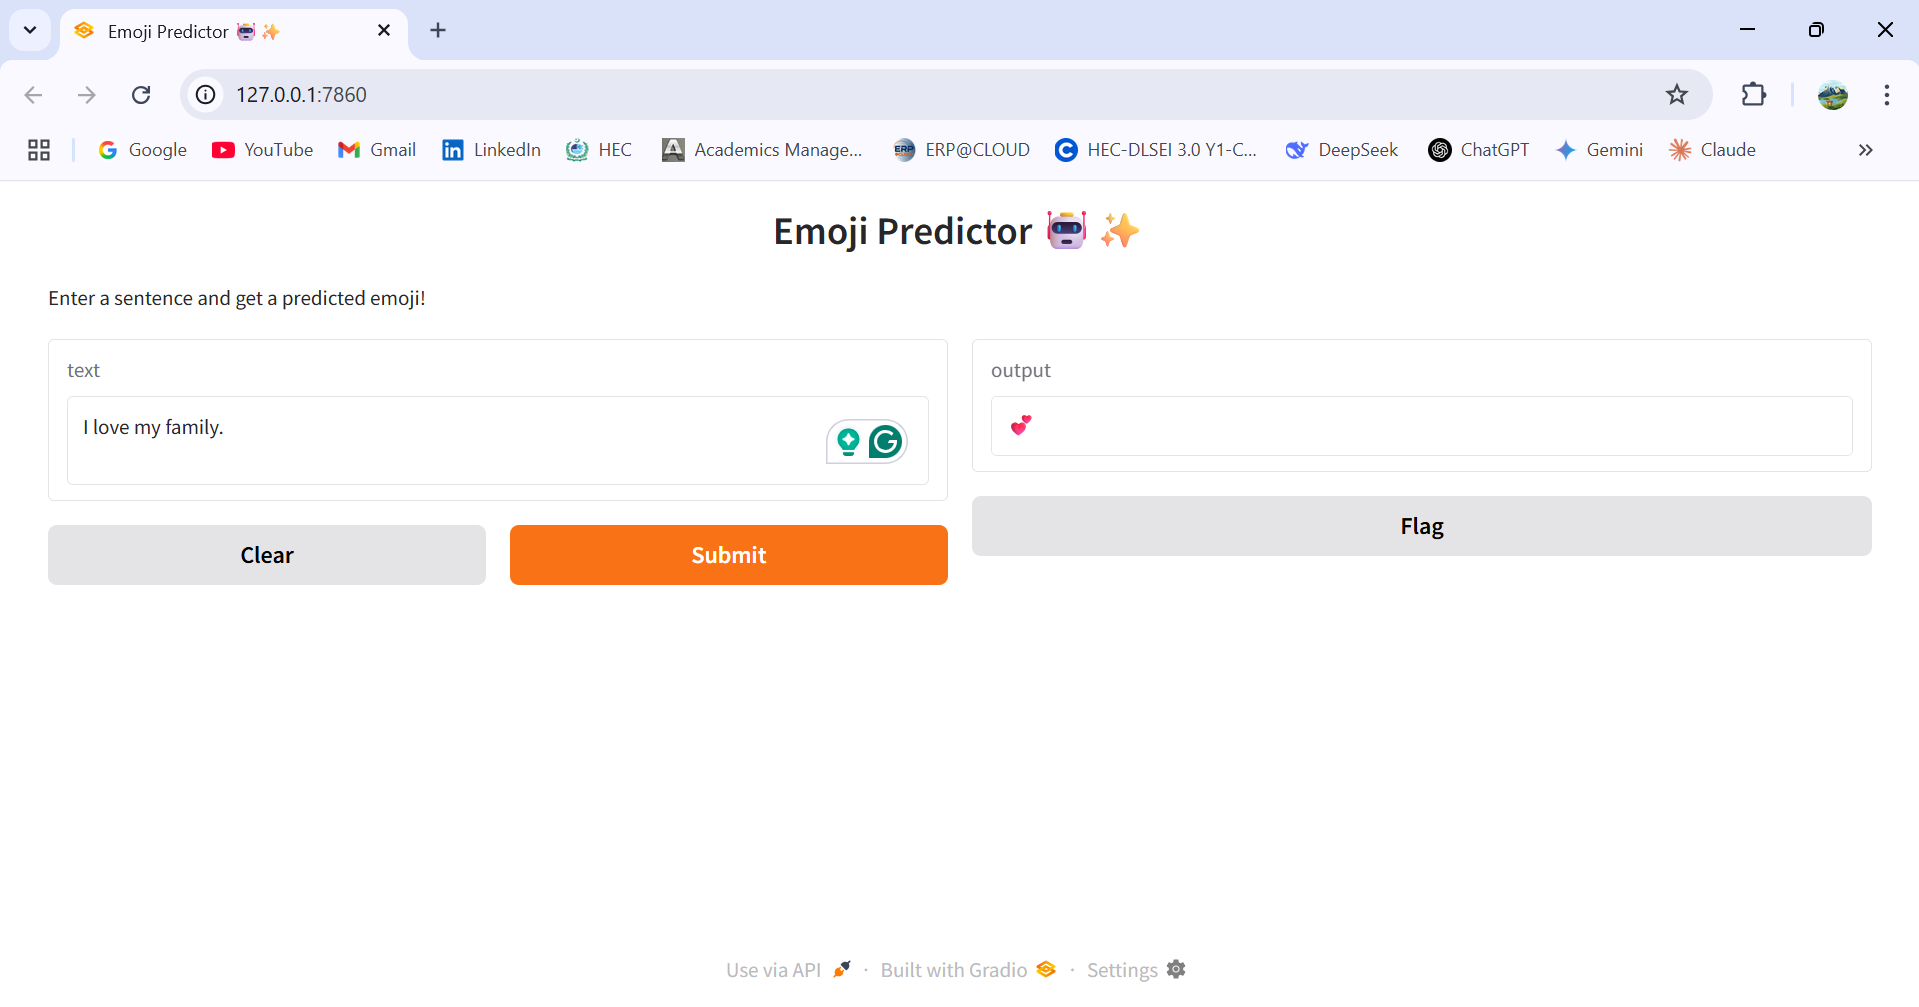 Emoji Predictor 🤖 ✨
127.0.0.1:7860
Google YouTube Gmail LinkedIn HEC Academics Manage... ERP ERP@CLOUD HEC-DLSEI 3.0 Y1-C... DeepSeek ChatGPT Gemini Claude
Emoji Predictor 🤖 ✨
Enter a sentence and get a predicted emoji!
text
I love my family.
Clear
Submit
output
💕
Flag
Use via API 🚀 · Built with Gradio · Settings ⚙️